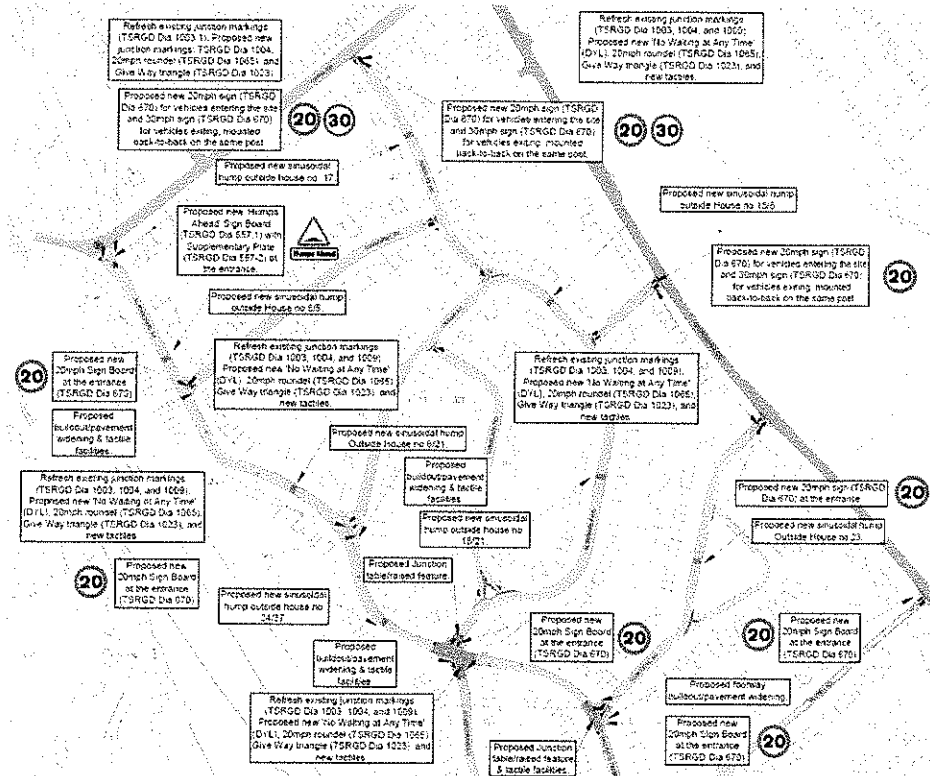 Refresh existing junction markings
(TSRGD Dia 1003.1). Proposed new
junction markings: TSRGD Dia 1004,
20mph roundel (TSRGD Dia 1065), and
Give Way triangle (TSRGD Dia 1023)
Proposed new 20mph sign (TSRGD
Dia 670) for vehicles entering the site
and 30mph sign (TSRGD Dia 670)
for vehicles exiting, mounted
back-to-back on the same post
20 30
Proposed new sinusoidal
hump outside house no. 17.
Refresh existing junction markings
(TSRGD Dia 1003, 1004, and 1009)
Proposed new 'No Waiting at Any Time'
(DYL), 20mph roundel (TSRGD Dia 1065),
Give Way triangle (TSRGD Dia 1023), and
new tactiles.
Proposed new 20mph sign (TSRGD
Dia 670) for vehicles entering the site
and 30mph sign (TSRGD Dia 670)
for vehicles exiting, mounted
back-to-back on the same post
20 30
Proposed new 'Humps
Ahead' Sign Board
(TSRGD Dia 557.1) with
Supplementary Plate
(TSRGD Dia 557.2) at
the entrance.
Humps Ahead
Proposed new sinusoidal hump
outside House no
Proposed new 20mph sign (TSRGD
Dia 670) for vehicles entering the site
and 30mph sign (TSRGD Dia 670)
for vehicles exiting, mounted
back-to-back on the same post
20
Proposed new sinusoidal hump
outside House no
20
Proposed new
20mph Sign Board
at the entrance
(TSRGD Dia 670)
Refresh existing junction markings
(TSRGD Dia 1003, 1004, and 1009).
Proposed new 'No Waiting at Any Time'
(DYL), 20mph roundel (TSRGD Dia 1065)
Give Way triangle (TSRGD Dia 1023), and
new tactiles.
Refresh existing junction markings
(TSRGD Dia 1003, 1004, and 1009).
Proposed new 'No Waiting at Any Time'
(DYL), 20mph roundel (TSRGD Dia 1065),
Give Way triangle (TSRGD Dia 1023), and
new tactiles.
Proposed
buildout/pavement
widening & tactile
facilities.
Proposed new sinusoidal hump
Outside House no
Proposed
buildout/pavement
widening & tactile
facilities
Refresh existing junction markings
(TSRGD Dia 1003, 1004, and 1009).
Proposed new 'No Waiting at Any Time'
(DYL), 20mph roundel (TSRGD Dia 1065),
Give Way triangle (TSRGD Dia 1023), and
new tactiles
Proposed new 20mph sign (TSRGD
Dia 670) at the entrance
20
Proposed new sinusoidal
hump outside house no
Proposed new sinusoidal hump
Outside House no 23.
Proposed Junction
table/raised feature.
20
Proposed new
20mph Sign Board
at the entrance
(TSRGD Dia 670)
Proposed new sinusoidal
hump outside house no
Proposed new
20mph Sign Board
at the entrance
(TSRGD Dia 670)
20
20
Proposed new
20mph Sign Board
at the entrance
(TSRGD Dia 670)
Proposed
buildout/pavement
widening & tactile
facilities
Proposed footway
buildout/pavement widening
Refresh existing junction markings
(TSRGD Dia 1003, 1004, and 1009).
Proposed new 'No Waiting at Any Time'
(DYL), 20mph roundel (TSRGD Dia 1065)
Give Way triangle (TSRGD Dia 1023), and
new tactiles
Proposed new
20mph Sign Board
at the entrance
(TSRGD Dia 670)
20
Proposed Junction
table/raised feature
& tactile facilities.